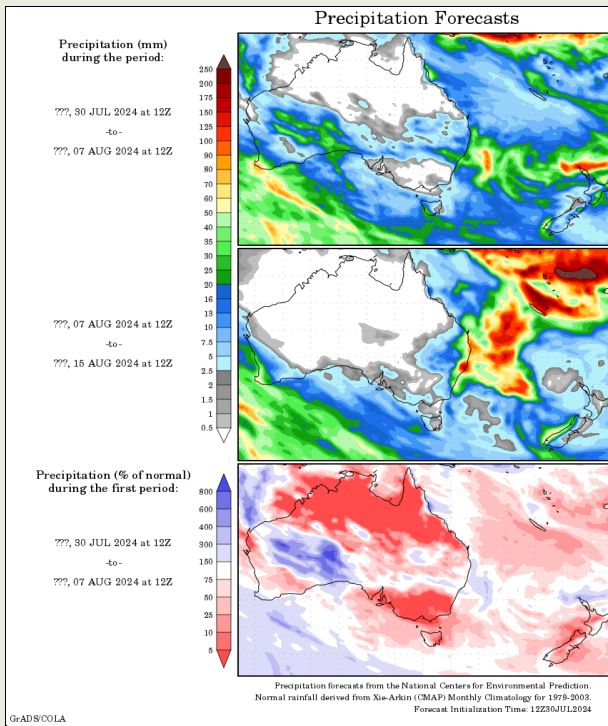 Precipitation Forecasts
Precipitation (mm)
during the period:
???, 30 JUL 2024 at 12Z
-to-
???, 07 AUG 2024 at 12Z
250
200
175
150
125
100
90
80
70
60
50
40
35
30
25
20
16
13
10
7.5
5
2.5
2
1.5
1
0.5
???, 07 AUG 2024 at 12Z
-to-
???, 15 AUG 2024 at 12Z
Precipitation (% of normal)
during the first period:
???, 30 JUL 2024 at 12Z
-to-
???, 07 AUG 2024 at 12Z
800
600
400
300
150
75
50
25
10
5
Precipitation forecasts from the National Centers for Environmental Prediction.
Normal rainfall derived from Xie-Arkin (CMAP) Monthly Climatology for 1979-2003.
Forecast Initialization Time: 12Z30JUL2024
GrADS/COLA